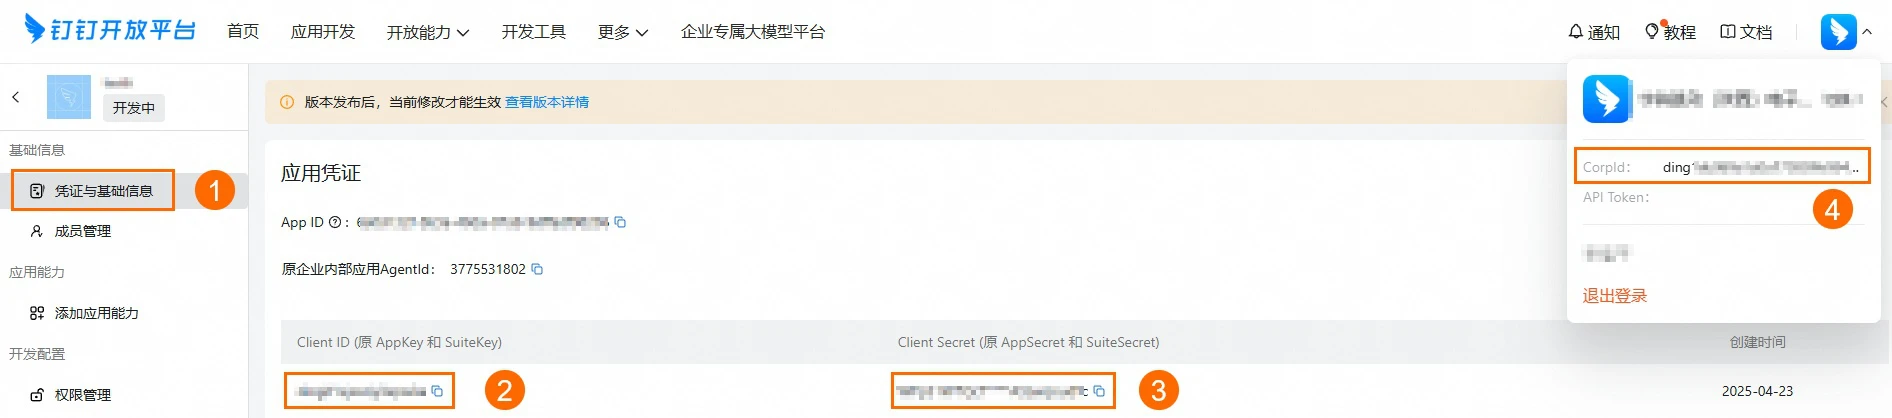 钉钉开放平台 首页 应用开发 开放能力 开发工具 更多 企业专属大模型平台 通知 教程 文档
开发中
版本发布后，当前修改才能生效 查看版本详情
基础信息
凭证与基础信息 1
成员管理
应用能力
添加应用能力
开发配置
权限管理
应用凭证
App ID :
原企业内部应用AgentId: 3775531802
Client ID (原 AppKey 和 SuiteKey) Client Secret (原 AppSecret 和 SuiteSecret) 创建时间
2 3 2025-04-23
CorpId: ding
API Token: 4
退出登录